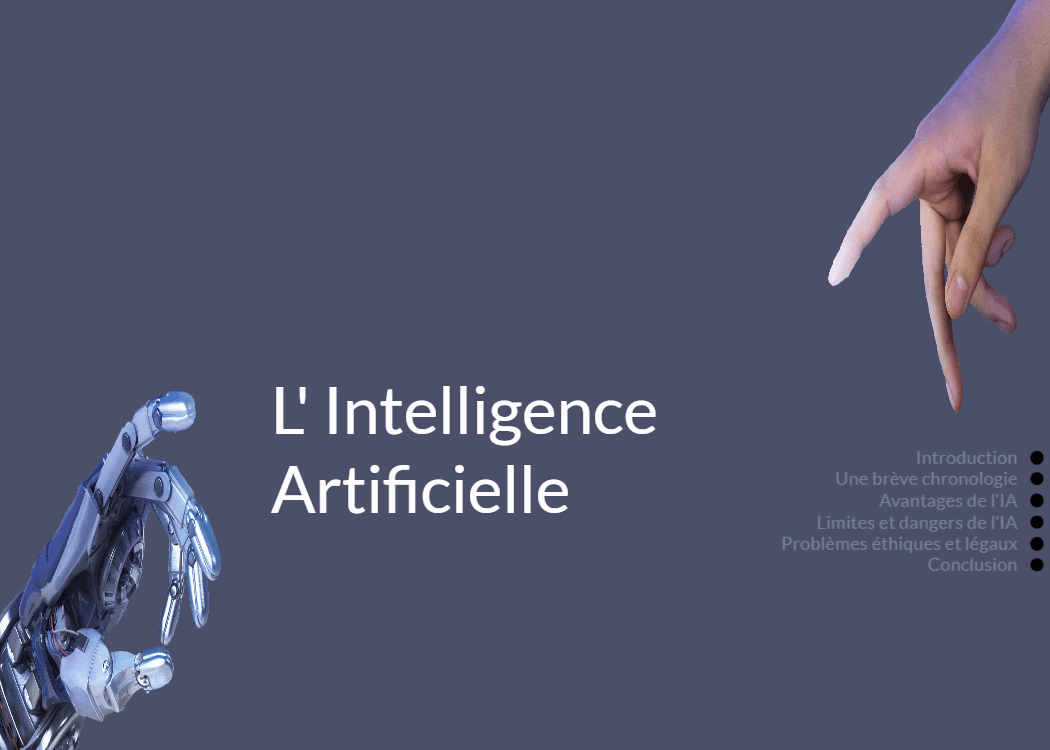 L' Intelligence
Artificielle
Introduction
Une brève chronologie
Avantages de l'IA
Limites et dangers de l'IA
Problèmes éthiques et légaux
Conclusion